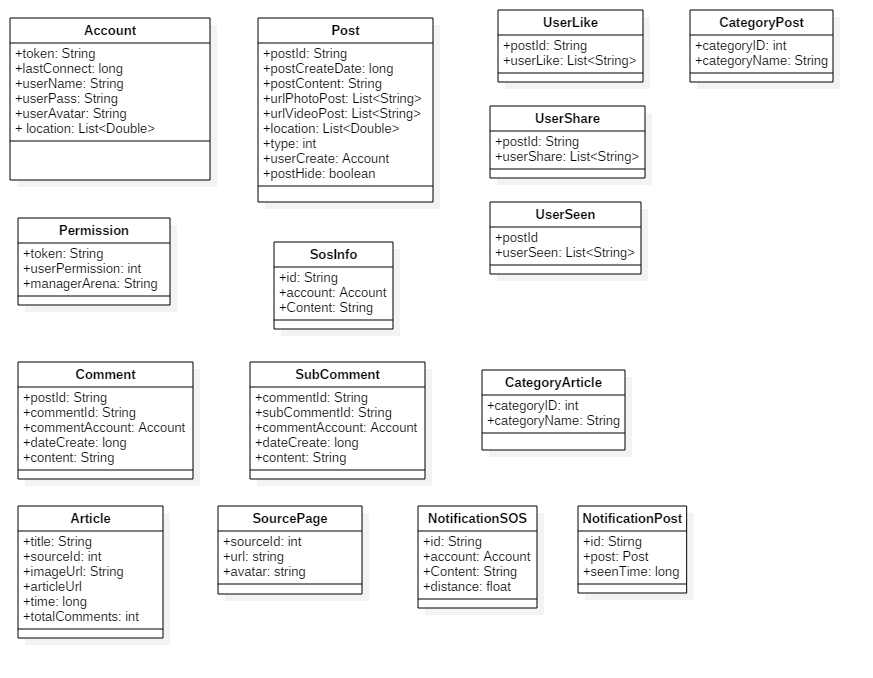 Account
+token: String
+lastConnect: long
+userName: String
+userPass: String
+userAvatar: String
+ location: List<Double>
Post
+postId: String
+postCreateDate: long
+postContent: String
+urlPhotoPost: List<String>
+urlVideoPost: List<String>
+location: List<Double>
+type: int
+userCreate: Account
+postHide: boolean
UserLike
+postId: String
+userLike: List<String>
CategoryPost
+categoryID: int
+categoryName: String
UserShare
+postId: String
+userShare: List<String>
UserSeen
+postId
+userSeen: List<String>
Permission
+token: String
+userPermission: int
+managerArena: String
SosInfo
+id: String
+account: Account
+Content: String
Comment
+postId: String
+commentId: String
+commentAccount: Account
+dateCreate: long
+content: String
SubComment
+commentId: String
+subCommentId: String
+commentAccount: Account
+dateCreate: long
+content: String
CategoryArticle
+categoryID: int
+categoryName: String
Article
+title: String
+sourceId: int
+imageUrl: String
+articleUrl
+time: long
+totalComments: int
SourcePage
+sourceId: int
+url: string
+avatar: string
NotificationSOS
+id: String
+account: Account
+Content: String
+distance: float
NotificationPost
+id: Stirng
+post: Post
+seenTime: long